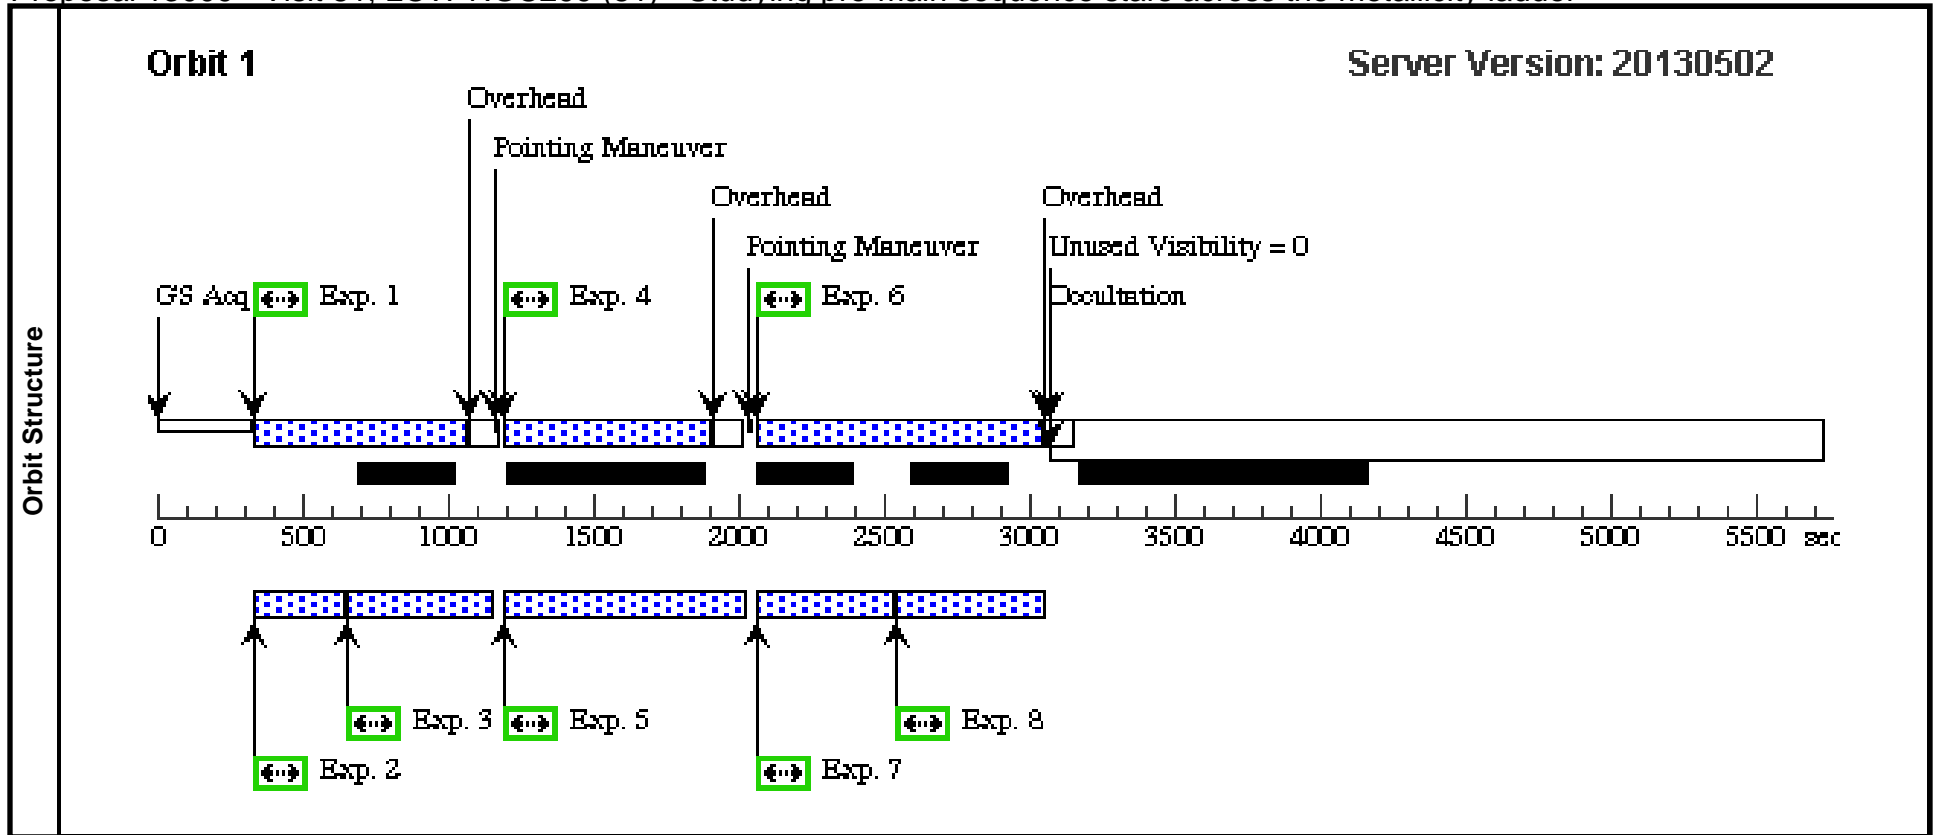 Orbit 1
Server Version: 20130502
Overhead
Pointing Maneuver
Overhead
Overhead
Pointing Maneuver
Unused Visibility = 0
GS Acq
Exp. 1
Exp. 4
Exp. 6
Occultation
Orbit Structure
0 500 1000 1500 2000 2500 3000 3500 4000 4500 5000 5500 sec
Exp. 3
Exp. 5
Exp. 8
Exp. 2
Exp. 7